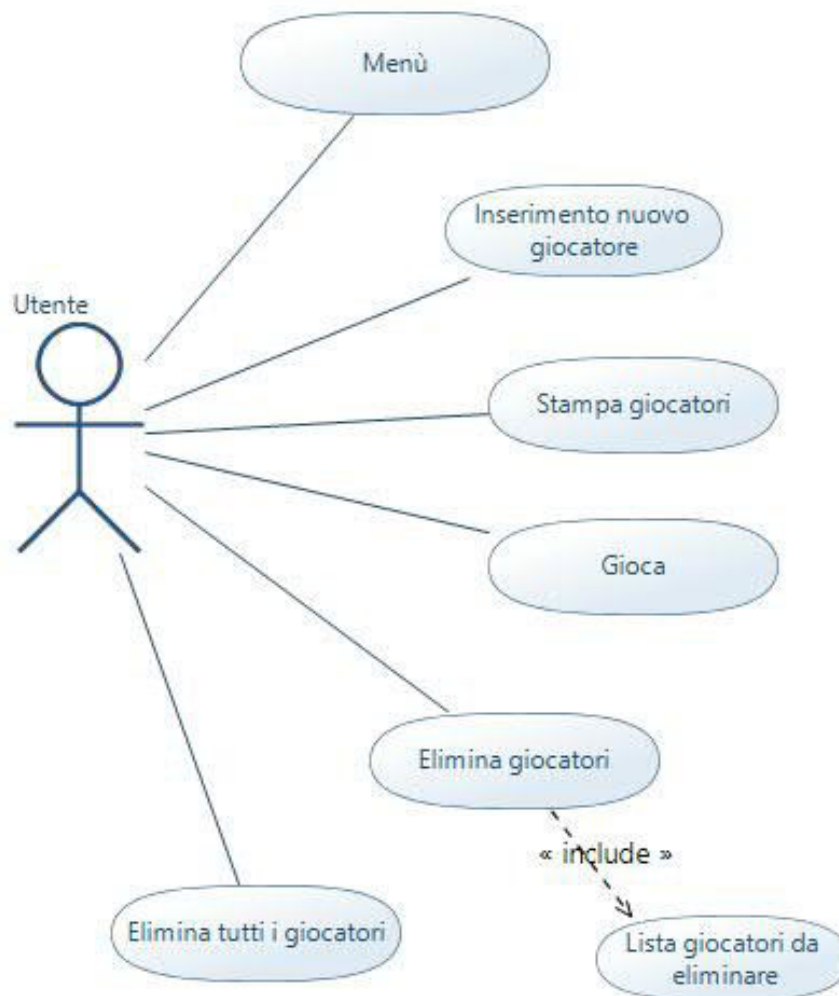 Menù
Inserimento nuovo
giocatore
Utente
Stampa giocatori
Gioca
Elimina giocatori
« include »
Elimina tutti i giocatori
Lista giocatori da
eliminare